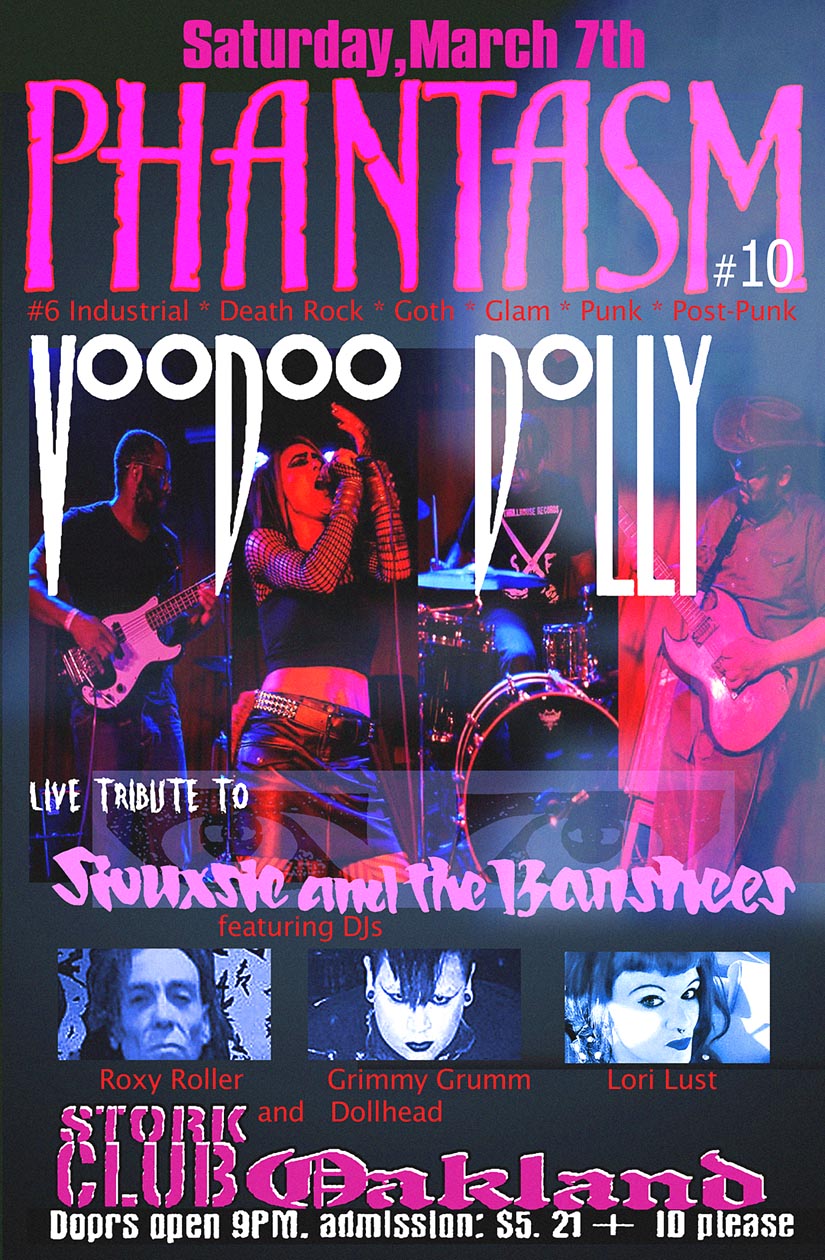 Saturday,March 7th
PHANTASM
#10
#6 Industrial * Death Rock * Goth * Glam * Punk * Post-Punk
VOODOO DOLLY
CHILLHOUSE RECORDS
LIVE TRIBUTE TO
Siouxsie and the Banshees
featuring DJs
Roxy Roller Grimmy Grumm Lori Lust
and Dollhead
STORK
CLUB Oakland
Doors open 9PM. admission: $5. 21 + ID please